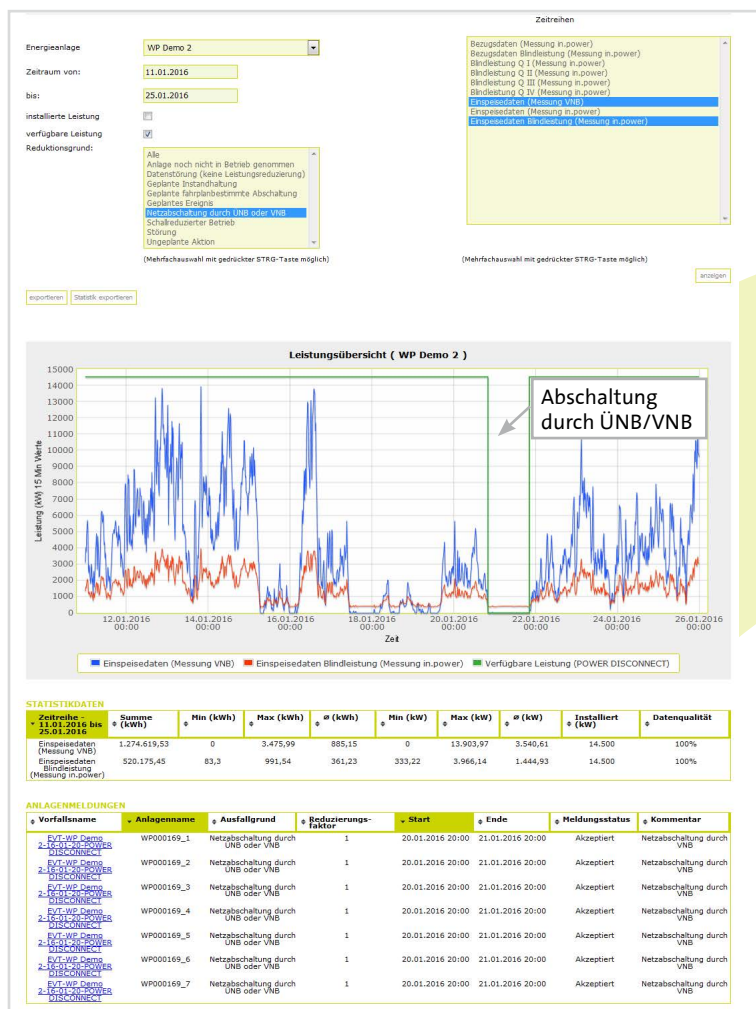 Zeitreihen
Energieanlage WP Demo 2
Zeitraum von: 11.01.2016
bis: 25.01.2016
installierte Leistung
verfügbare Leistung
Reduktionsgrund:
Alle
Anlage noch nicht in Betrieb genommen
Datenstörung (keine Leistungsreduzierung)
Geplante Instandhaltung
Geplante fahrplanbestimmte Abschaltung
Geplantes Ereignis
Netzabschaltung durch ÜNB oder VNB
Schallreduzierter Betrieb
Störung
Ungeplante Aktion
(Mehrfachauswahl mit gedrückter STRG-Taste möglich)
Bezugsdaten (Messung in.power)
Bezugsdaten Blindleistung (Messung in.power)
Blindleistung Q I (Messung in.power)
Blindleistung Q II (Messung in.power)
Blindleistung Q III (Messung in.power)
Blindleistung Q IV (Messung in.power)
Einspeisedaten (Messung VNB)
Einspeisedaten (Messung in.power)
Einspeisedaten Blindleistung (Messung in.power)
(Mehrfachauswahl mit gedrückter STRG-Taste möglich)
anzeigen
exportieren Statistik exportieren
Leistungsübersicht ( WP Demo 2 )
Leistung (kW) 15 Min Werte
15000
14000
13000
12000
11000
10000
9000
8000
7000
6000
5000
4000
3000
2000
1000
0
Abschaltung
durch ÜNB/VNB
12.01.2016 14.01.2016 16.01.2016 18.01.2016 20.01.2016 22.01.2016 24.01.2016 26.01.2016
00:00 00:00 00:00 00:00 00:00 00:00 00:00 00:00
Zeit
Einspeisedaten (Messung VNB) Einspeisedaten Blindleistung (Messung in.power) Verfügbare Leistung (POWER DISCONNECT)
STATISTIKDATEN
Zeitreihe - 11.01.2016 bis 25.01.2016 Summe (kWh) Min (kWh) Max (kWh) ø (kWh) Min (kW) Max (kW) ø (kW) Installiert (kW) Datenqualität
Einspeisedaten (Messung VNB) 1.274.619,53 0 3.475,99 885,15 0 13.903,97 3.540,61 14.500 100%
Einspeisedaten Blindleistung (Messung in.power) 520.175,45 83,3 991,54 361,23 333,22 3.966,14 1.444,93 14.500 100%
ANLAGENMELDUNGEN
Vorfallsname Anlagenname Ausfallgrund Reduzierungs-faktor Start Ende Meldungsstatus Kommentar
EVT-WP Demo 2-16-01-20-POWER DISCONNECT WP000169_1 Netzabschaltung durch ÜNB oder VNB 1 20.01.2016 20:00 21.01.2016 20:00 Akzeptiert Netzabschaltung durch VNB
EVT-WP Demo 2-16-01-20-POWER DISCONNECT WP000169_2 Netzabschaltung durch ÜNB oder VNB 1 20.01.2016 20:00 21.01.2016 20:00 Akzeptiert Netzabschaltung durch VNB
EVT-WP Demo 2-16-01-20-POWER DISCONNECT WP000169_3 Netzabschaltung durch ÜNB oder VNB 1 20.01.2016 20:00 21.01.2016 20:00 Akzeptiert Netzabschaltung durch VNB
EVT-WP Demo 2-16-01-20-POWER DISCONNECT WP000169_4 Netzabschaltung durch ÜNB oder VNB 1 20.01.2016 20:00 21.01.2016 20:00 Akzeptiert Netzabschaltung durch VNB
EVT-WP Demo 2-16-01-20-POWER DISCONNECT WP000169_5 Netzabschaltung durch ÜNB oder VNB 1 20.01.2016 20:00 21.01.2016 20:00 Akzeptiert Netzabschaltung durch VNB
EVT-WP Demo 2-16-01-20-POWER DISCONNECT WP000169_6 Netzabschaltung durch ÜNB oder VNB 1 20.01.2016 20:00 21.01.2016 20:00 Akzeptiert Netzabschaltung durch VNB
EVT-WP Demo 2-16-01-20-POWER DISCONNECT WP000169_7 Netzabschaltung durch ÜNB oder VNB 1 20.01.2016 20:00 21.01.2016 20:00 Akzeptiert Netzabschaltung durch VNB